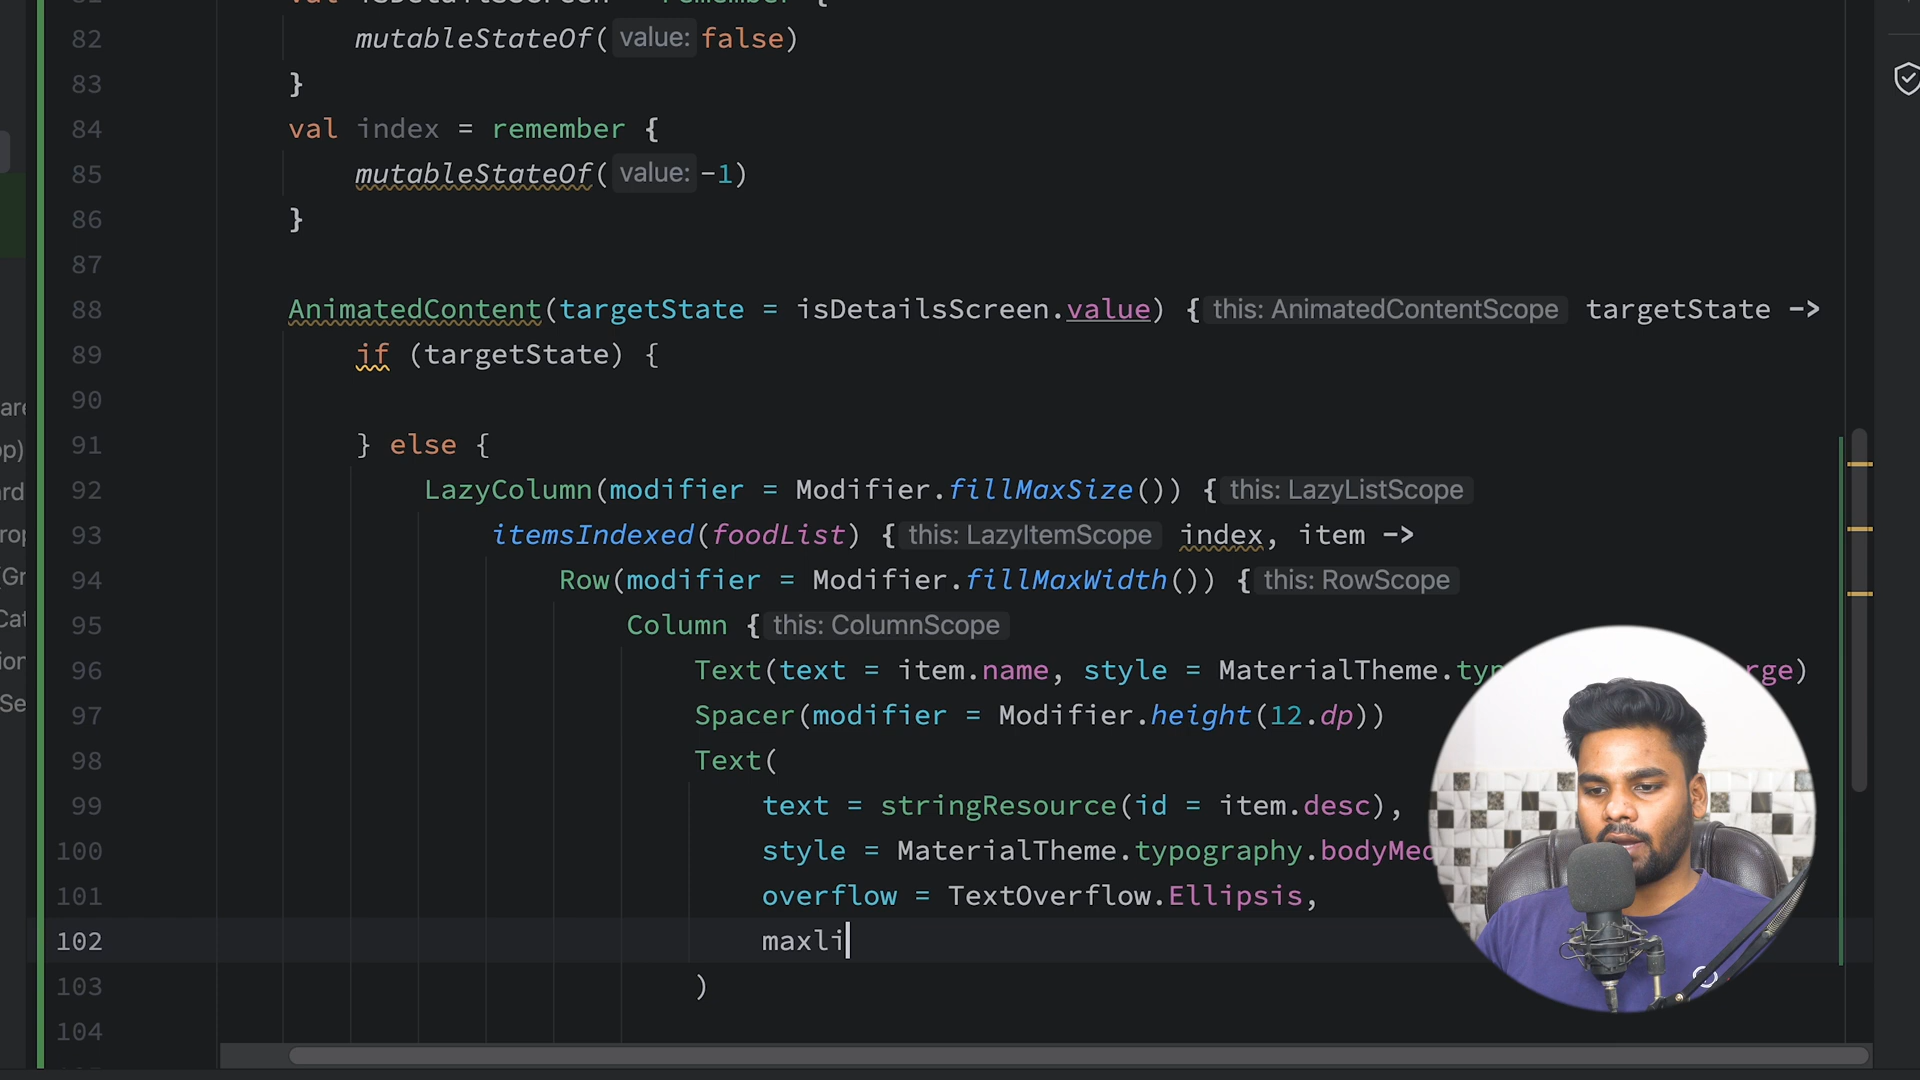 82 mutableStateOf( value: false)
83 }
84 val index = remember {
85 mutableStateOf( value: -1)
86 }
87
88 AnimatedContent(targetState = isDetailsScreen.value) { this: AnimatedContentScope targetState ->
89 if (targetState) {
90
91 } else {
92 LazyColumn(modifier = Modifier.fillMaxSize()) { this: LazyListScope
93 itemsIndexed(foodList) { this: LazyItemScope index, item ->
94 Row(modifier = Modifier.fillMaxWidth()) { this: RowScope
95 Column { this: ColumnScope
96 Text(text = item.name, style = MaterialTheme.typ rge)
97 Spacer(modifier = Modifier.height(12.dp))
98 Text(
99 text = stringResource(id = item.desc),
100 style = MaterialTheme.typography.bodyMed
101 overflow = TextOverflow.Ellipsis,
102 maxli
103 )
104